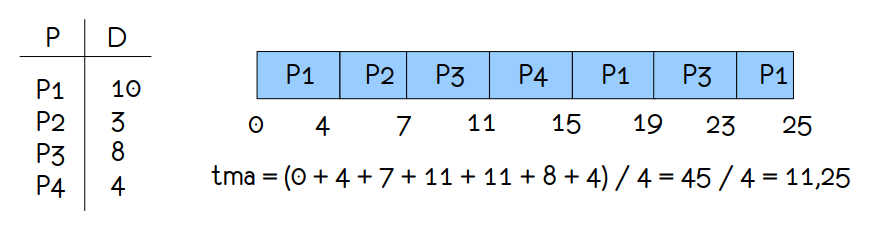 P D
P1 10
P2 3
P3 8
P4 4
P1 P2 P3 P4 P1 P3 P1
0 4 7 11 15 19 23 25
tma = (0 + 4 + 7 + 11 + 11 + 8 + 4) / 4 = 45 / 4 = 11,25